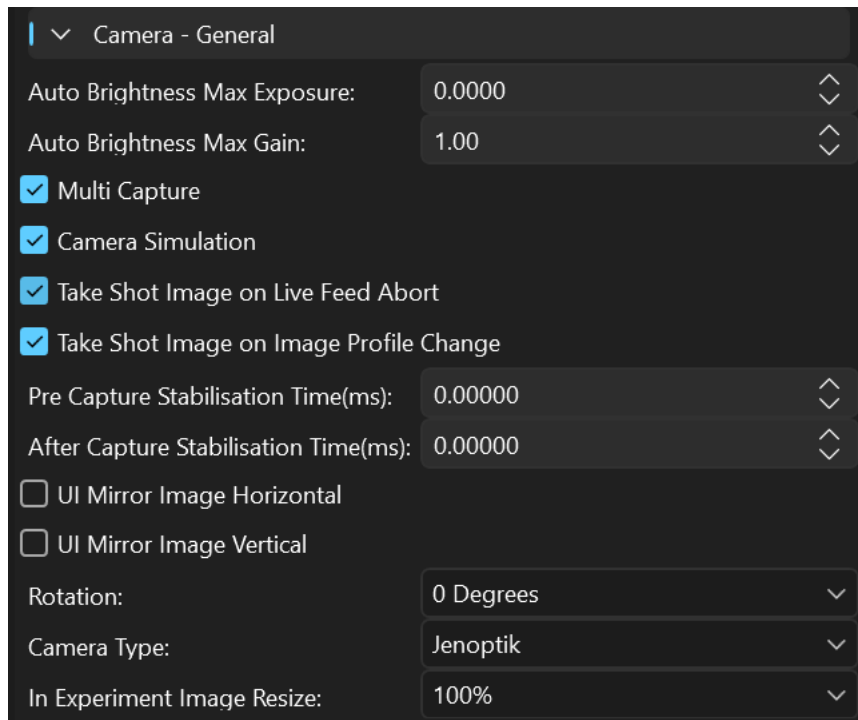 Camera - General
Auto Brightness Max Exposure: 0.0000
Auto Brightness Max Gain: 1.00
Multi Capture
Camera Simulation
Take Shot Image on Live Feed Abort
Take Shot Image on Image Profile Change
Pre Capture Stabilisation Time(ms): 0.00000
After Capture Stabilisation Time(ms): 0.00000
UI Mirror Image Horizontal
UI Mirror Image Vertical
Rotation: 0 Degrees
Camera Type: Jenoptik
In Experiment Image Resize: 100%